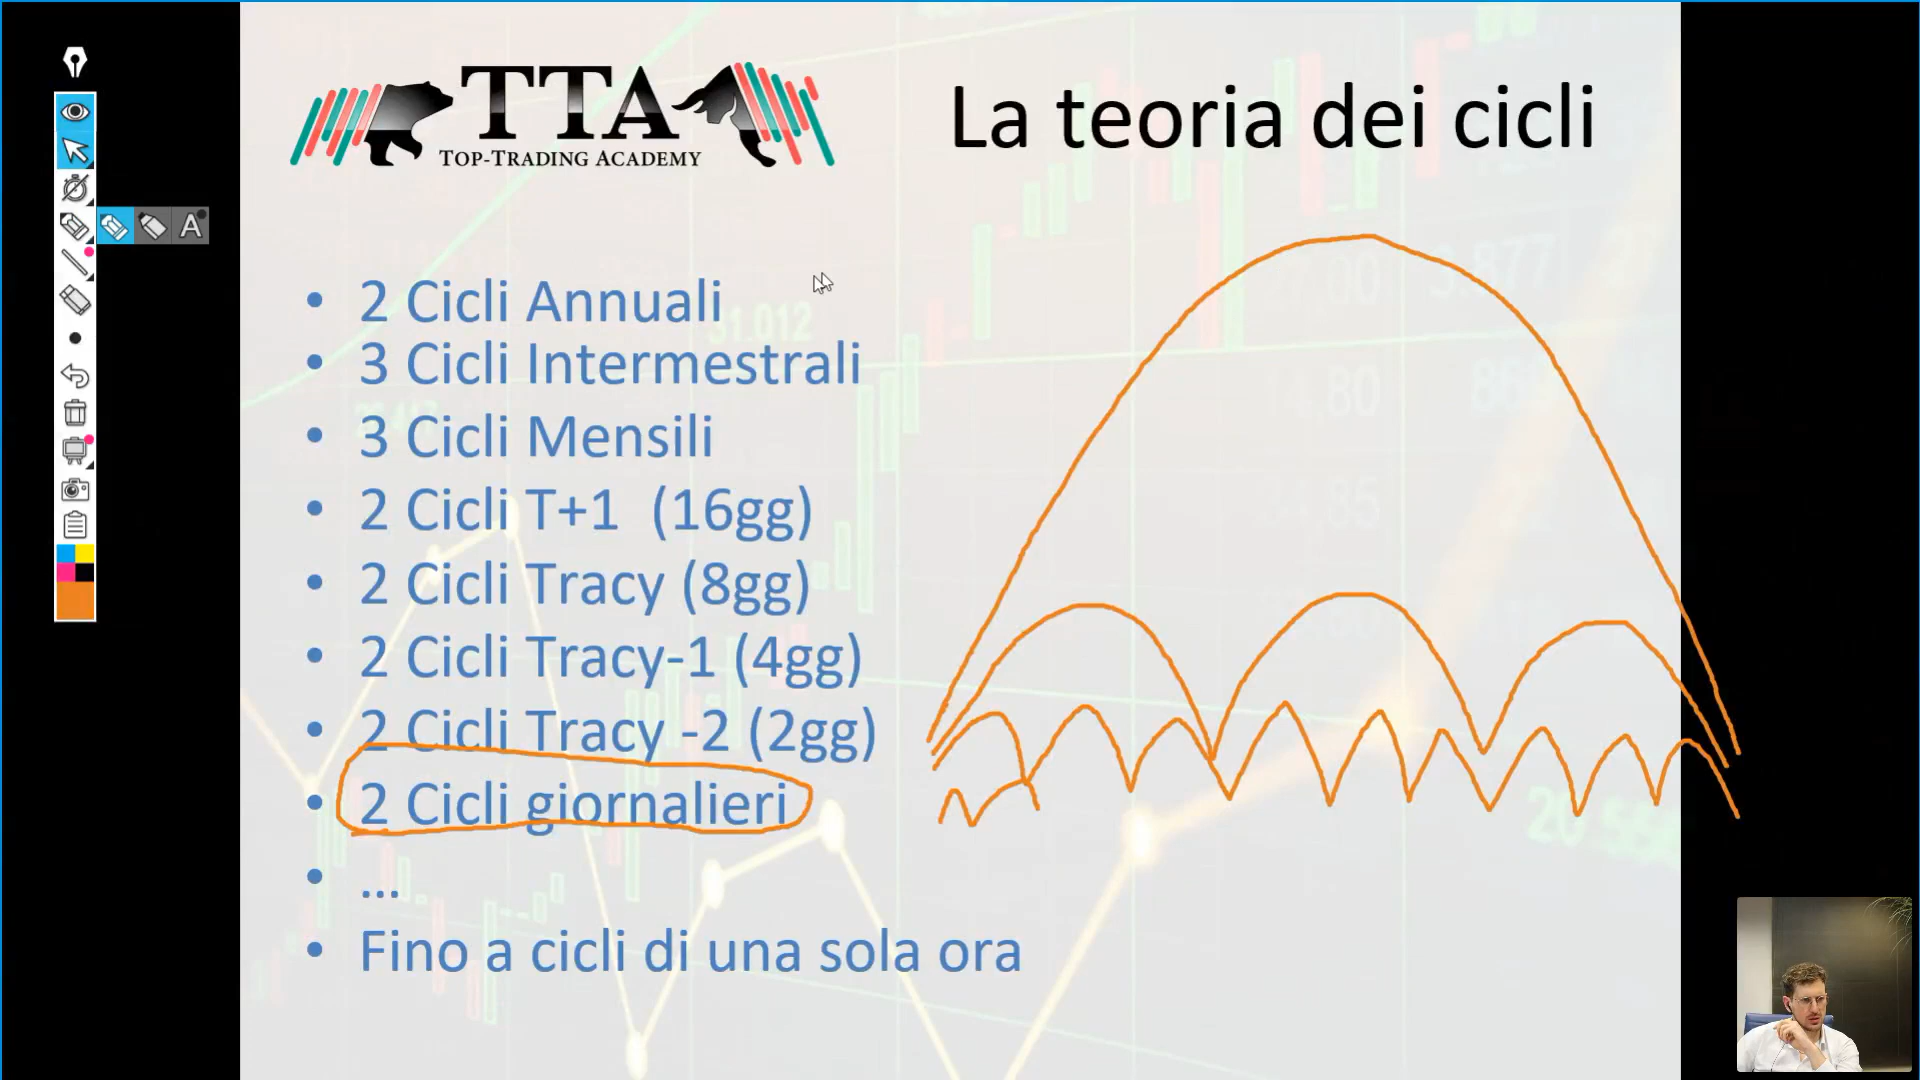 TTA
TOP-TRADING ACADEMY
La teoria dei cicli
A
• 2 Cicli Annuali
• 3 Cicli Intermestrali
• 3 Cicli Mensili
• 2 Cicli T+1 (16gg)
• 2 Cicli Tracy (8gg)
• 2 Cicli Tracy-1 (4gg)
• 2 Cicli Tracy -2 (2gg)
• 2 Cicli giornalieri
• ...
• Fino a cicli di una sola ora
31.012